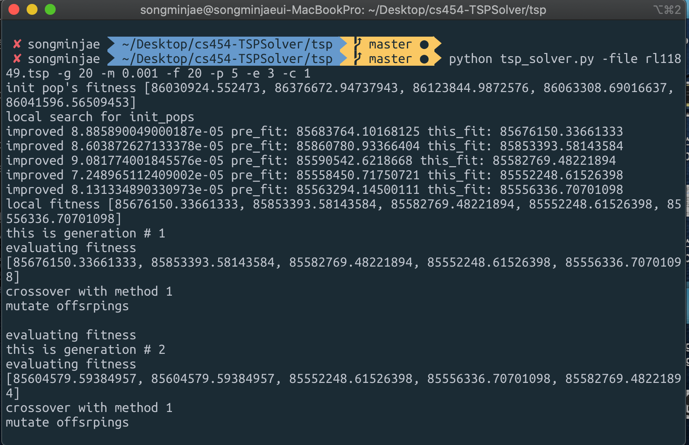 songminjae@songminjaeui-MacBookPro: ~/Desktop/cs454-TSPSolver/tsp
⌥⌘2
✘ songminjae ~/Desktop/cs454-TSPSolver/tsp master ●
✘ songminjae ~/Desktop/cs454-TSPSolver/tsp master ● python tsp_solver.py -file rl118
49.tsp -g 20 -m 0.001 -f 20 -p 5 -e 3 -c 1
init pop's fitness [86030924.552473, 86376672.94737943, 86123844.9872576, 86063308.69016637,
86041596.56509453]
local search for init_pops
improved 8.885890049000187e-05 pre_fit: 85683764.10168125 this_fit: 85676150.33661333
improved 8.603872627133378e-05 pre_fit: 85860780.93366404 this_fit: 85853393.58143584
improved 9.081774001845576e-05 pre_fit: 85590542.6218668 this_fit: 85582769.48221894
improved 7.248965112409002e-05 pre_fit: 85558450.71750721 this_fit: 85552248.61526398
improved 8.131334890330973e-05 pre_fit: 85563294.14500111 this_fit: 85556336.70701098
local fitness [85676150.33661333, 85853393.58143584, 85582769.48221894, 85552248.61526398, 85
556336.70701098]
this is generation # 1
evaluating fitness
[85676150.33661333, 85853393.58143584, 85582769.48221894, 85552248.61526398, 85556336.7070109
8]
crossover with method 1
mutate offsrpings
evaluating fitness
this is generation # 2
evaluating fitness
[85604579.59384957, 85604579.59384957, 85552248.61526398, 85556336.70701098, 85582769.4822189
4]
crossover with method 1
mutate offsrpings